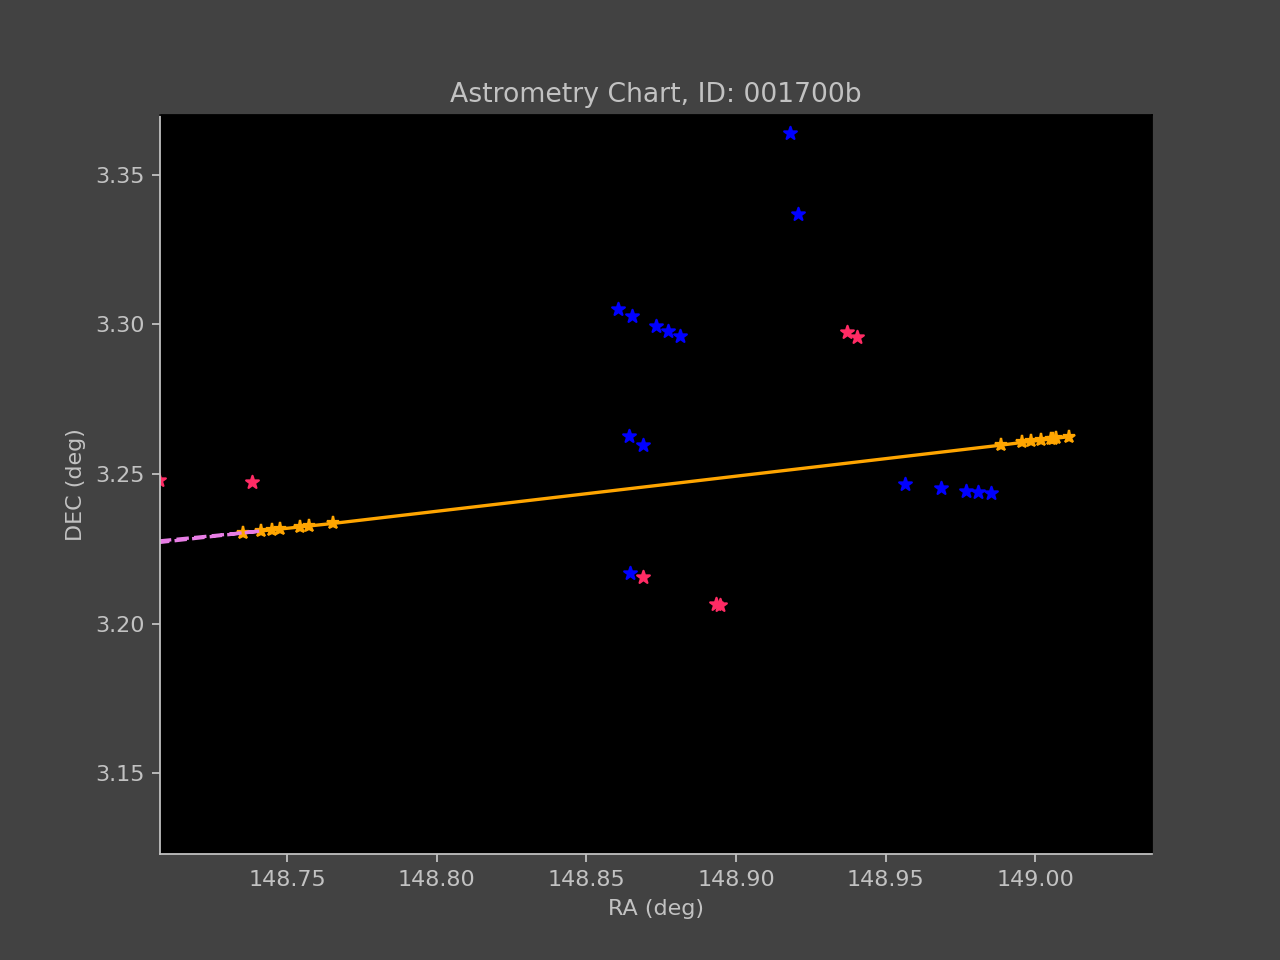 Astrometry Chart, ID: 001700b
3.35
3.30
3.25
3.20
3.15
DEC (deg)
148.75 148.80 148.85 148.90 148.95 149.00
RA (deg)